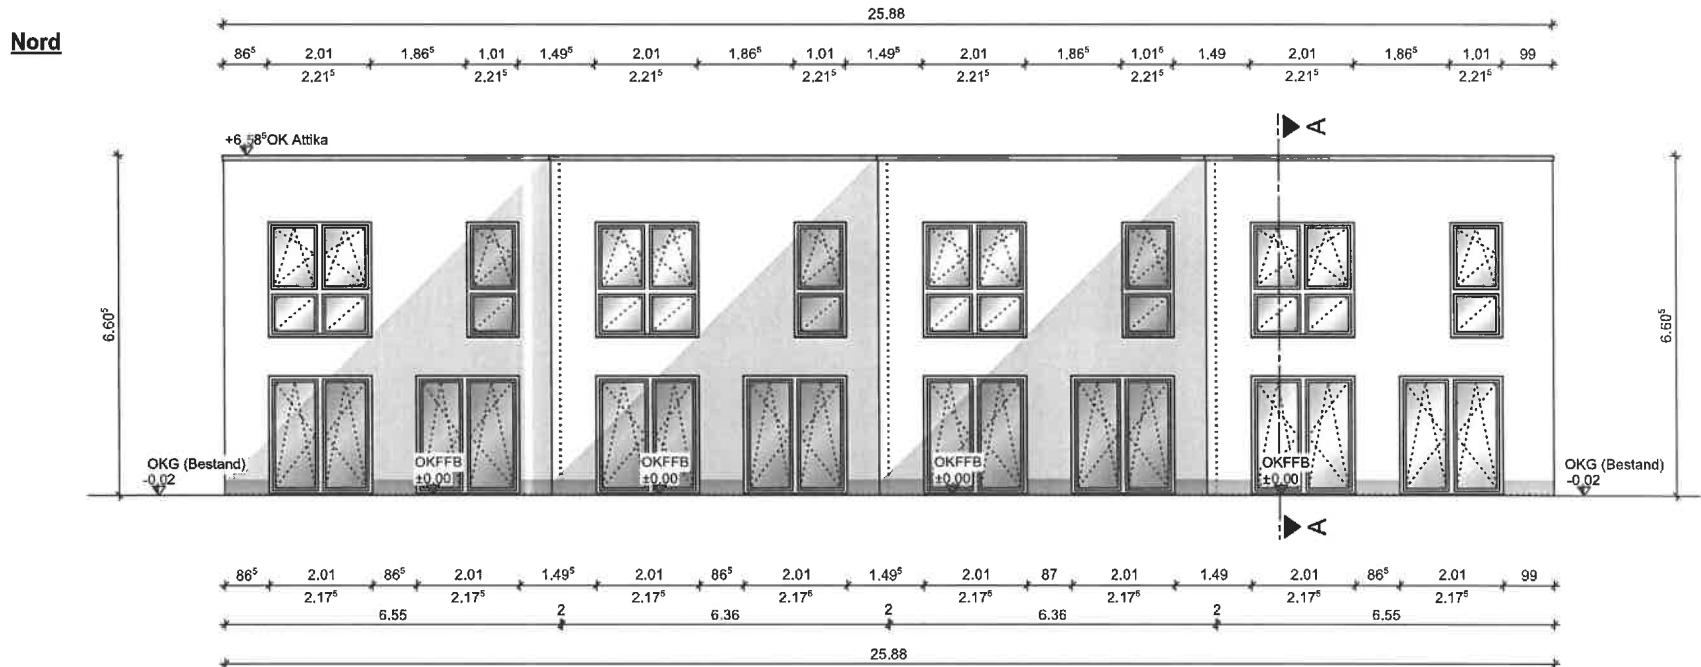 Nord
25.88
86⁵ 2.01 1.86⁵ 1.01 1.49⁵ 2.01 1.86⁵ 1.01 1.49⁵ 2.01 1.86⁵ 1.01⁵ 1.49 2.01 1.86⁵ 1.01 99
2.21⁵ 2.21⁵ 2.21⁵ 2.21⁵ 2.21⁵ 2.21⁵ 2.21⁵ 2.21⁵
A
+6.58⁵OK Attika
6.60⁵
6.60⁵
OKG (Bestand)
-0.02
OKFFB
±0.00
OKFFB
±0.00
OKFFB
±0.00
OKFFB
±0.00
OKG (Bestand)
-0.02
A
86⁵ 2.01 86⁵ 2.01 1.49⁵ 2.01 86⁵ 2.01 1.49⁵ 2.01 87 2.01 1.49 2.01 86⁵ 2.01 99
2.17⁵ 2.17⁵ 2.17⁵ 2.17⁵ 2.17⁵ 2.17⁵ 2.17⁵ 2.17⁵
6.55 2 6.36 2 6.36 2 6.55
25.88